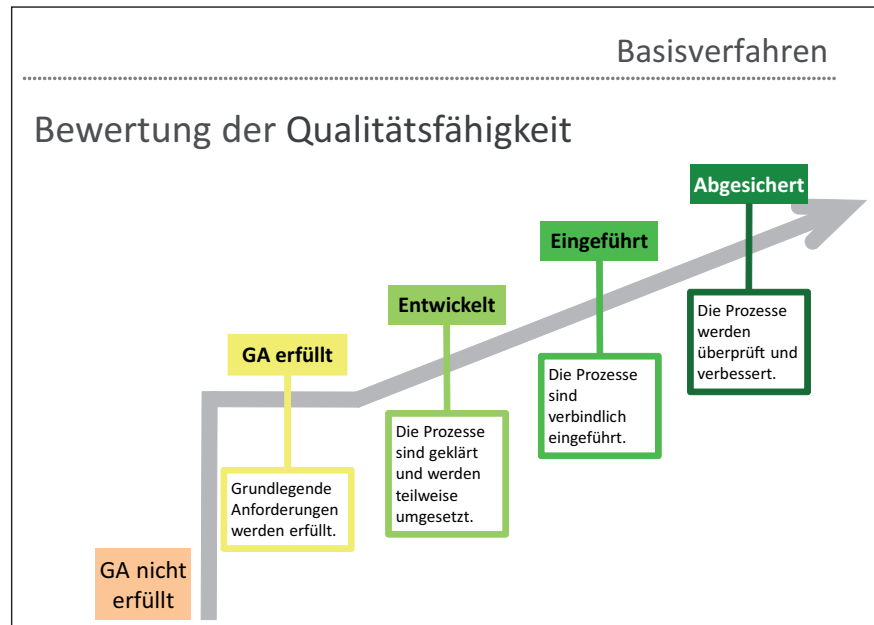 Basisverfahren
Bewertung der Qualitätsfähigkeit
Abgesichert
Die Prozesse
werden
überprüft und
verbessert.
Eingeführt
Die Prozesse
sind
verbindlich
eingeführt.
Entwickelt
Die Prozesse
sind geklärt
und werden
teilweise
umgesetzt.
GA erfüllt
Grundlegende
Anforderungen
werden erfüllt.
GA nicht
erfüllt